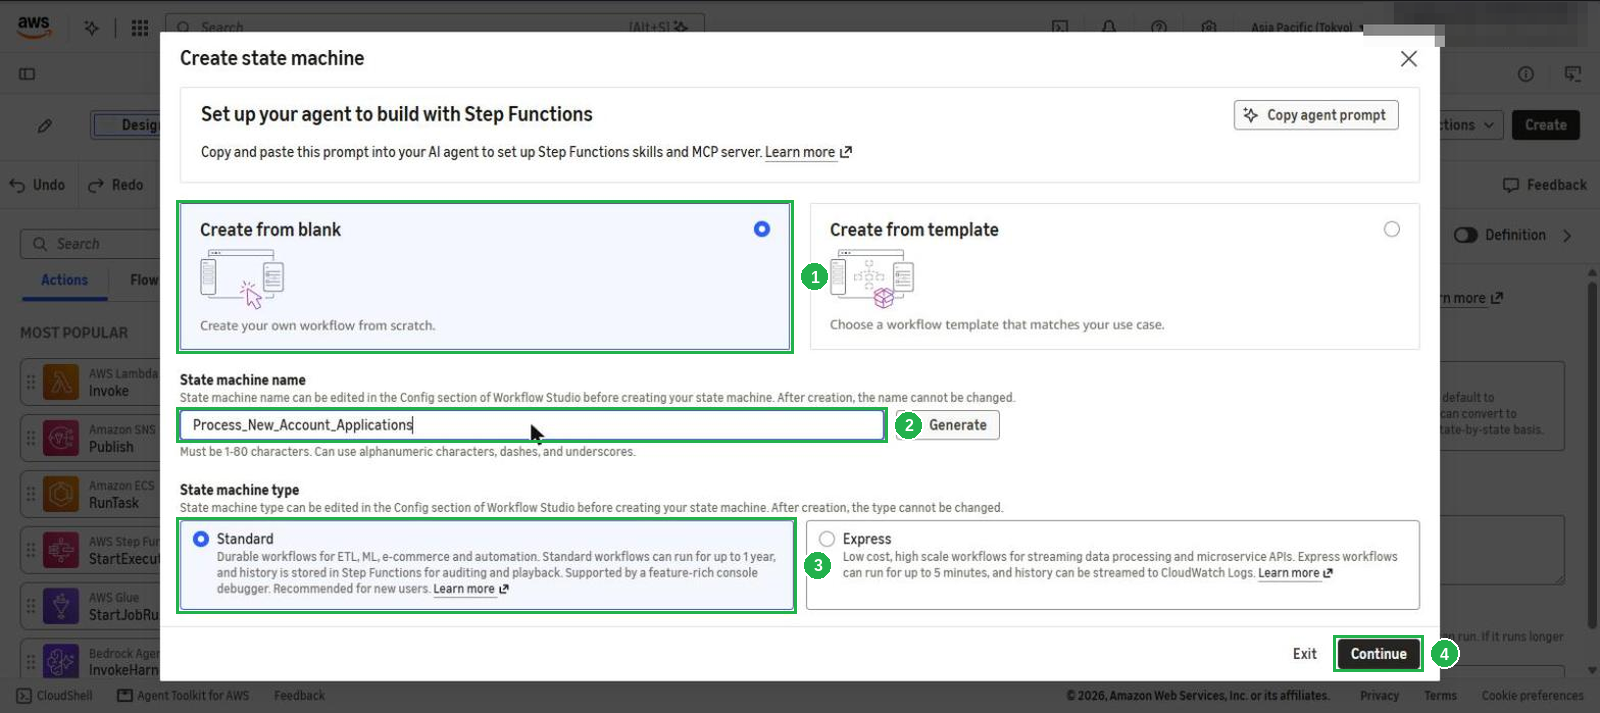 aws
Search
[Alt+S]
Asia Pacific (Tokyo)
Create state machine
Set up your agent to build with Step Functions
Copy agent prompt
Copy and paste this prompt into your AI agent to set up Step Functions skills and MCP server. Learn more
Desig
ctions
Create
Undo
Redo
Feedback
Create from blank
Create your own workflow from scratch.
1
Create from template
Choose a workflow template that matches your use case.
Search
Definition
Actions
Flow
rn more
MOST POPULAR
AWS Lambda
Invoke
Amazon SNS
Publish
Amazon ECS
RunTask
AWS Step Fun
StartExecu
AWS Glue
StartJobRu
Bedrock Agen
InvokeHarn
State machine name
State machine name can be edited in the Config section of Workflow Studio before creating your state machine. After creation, the name cannot be changed.
Process_New_Account_Applications
2
Generate
Must be 1-80 characters. Can use alphanumeric characters, dashes, and underscores.
default to
can convert to
tate-by-state basis.
State machine type
State machine type can be edited in the Config section of Workflow Studio before creating your state machine. After creation, the type cannot be changed.
Standard
Durable workflows for ETL, ML, e-commerce and automation. Standard workflows can run for up to 1 year,
and history is stored in Step Functions for auditing and playback. Supported by a feature-rich console
debugger. Recommended for new users. Learn more
3
Express
Low cost, high scale workflows for streaming data processing and microservice APIs. Express workflows
can run for up to 5 minutes, and history can be streamed to CloudWatch Logs. Learn more
an run. If it runs longer
Exit
Continue
4
CloudShell
Agent Toolkit for AWS
Feedback
© 2026, Amazon Web Services, Inc. or its affiliates.
Privacy
Terms
Cookie preferences